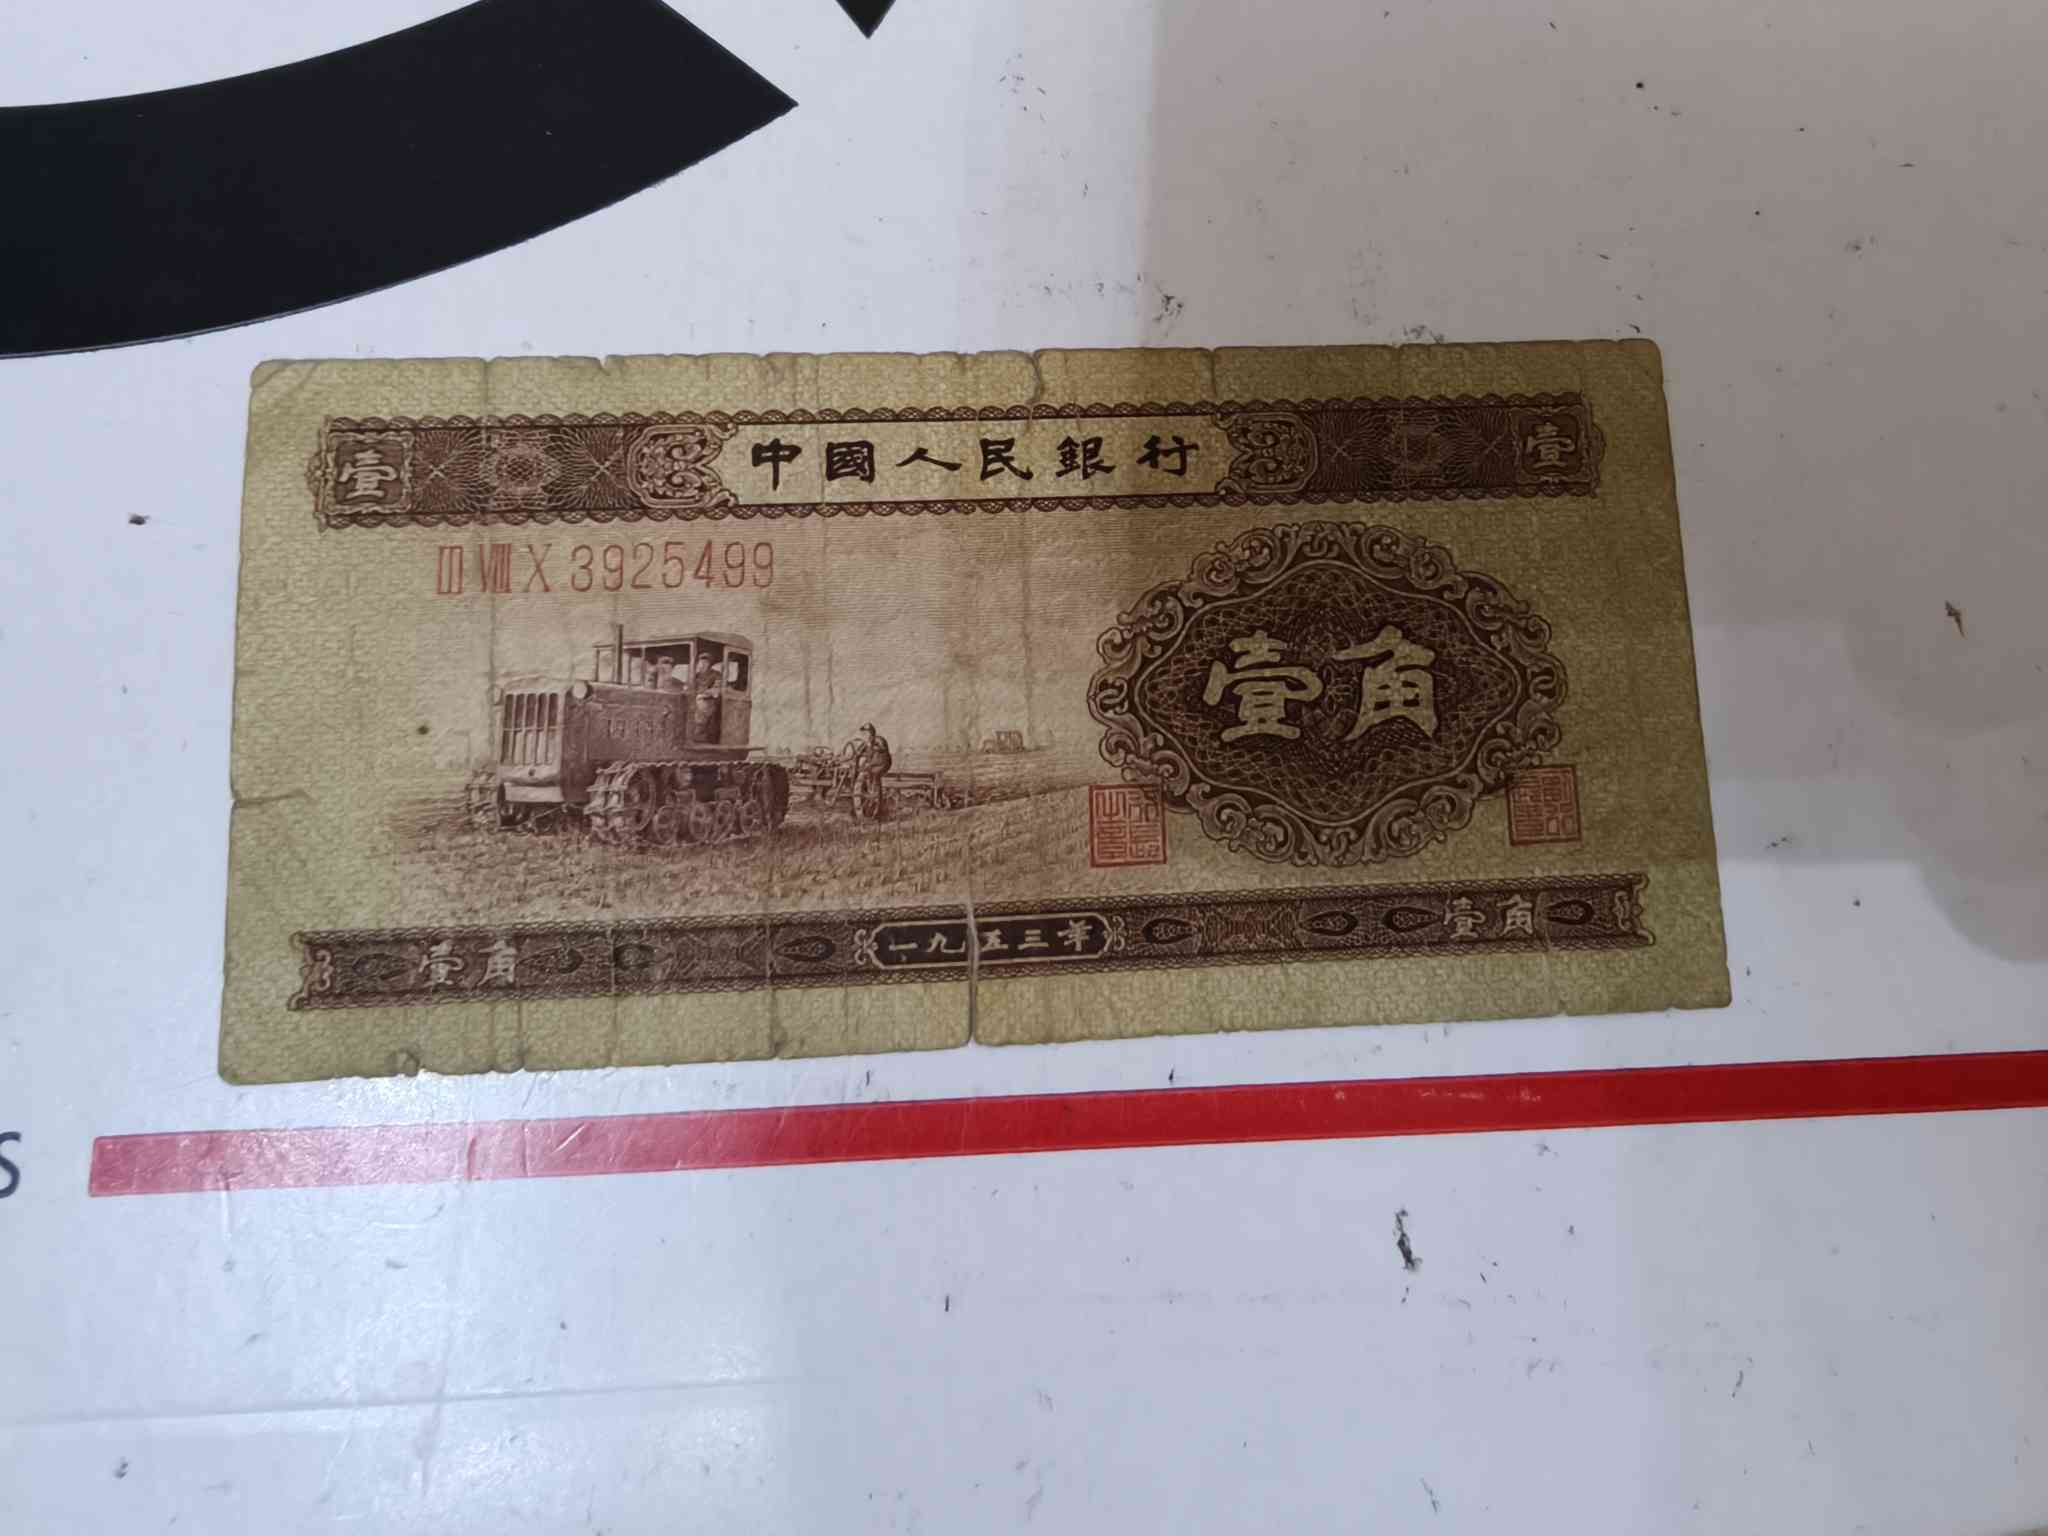 中國人民銀行
壹
壹
III VIII X 3925499
壹角
壹角
一九五三年
壹角
S